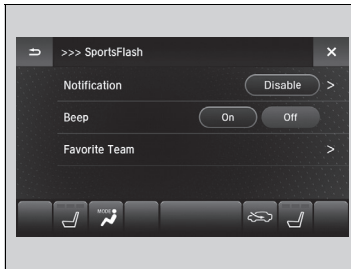 >>> SportsFlash
Notification Disable >
Beep On Off
Favorite Team >
MODE